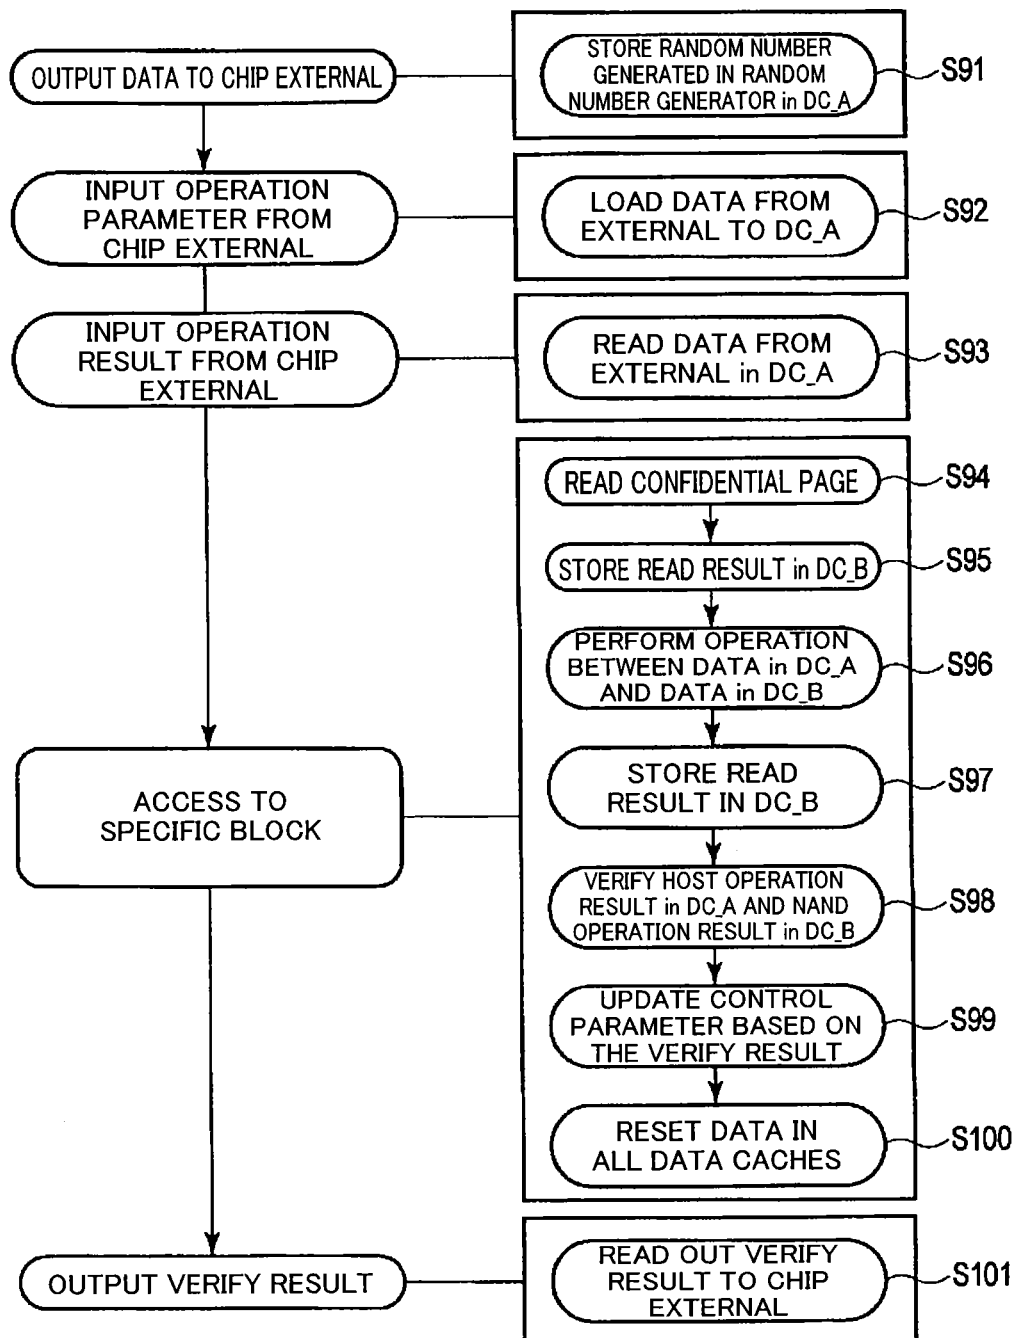 OUTPUT DATA TO CHIP EXTERNAL
STORE RANDOM NUMBER
GENERATED IN RANDOM
NUMBER GENERATOR in DC_A
S91
INPUT OPERATION
PARAMETER FROM
CHIP EXTERNAL
LOAD DATA FROM
EXTERNAL TO DC_A
S92
INPUT OPERATION
RESULT FROM CHIP
EXTERNAL
READ DATA FROM
EXTERNAL in DC_A
S93
ACCESS TO
SPECIFIC BLOCK
READ CONFIDENTIAL PAGE
S94
STORE READ RESULT in DC_B
S95
PERFORM OPERATION
BETWEEN DATA in DC_A
AND DATA in DC_B
S96
STORE READ
RESULT IN DC_B
S97
VERIFY HOST OPERATION
RESULT in DC_A AND NAND
OPERATION RESULT in DC_B
S98
UPDATE CONTROL
PARAMETER BASED ON
THE VERIFY RESULT
S99
RESET DATA IN
ALL DATA CACHES
S100
OUTPUT VERIFY RESULT
READ OUT VERIFY
RESULT TO CHIP
EXTERNAL
S101